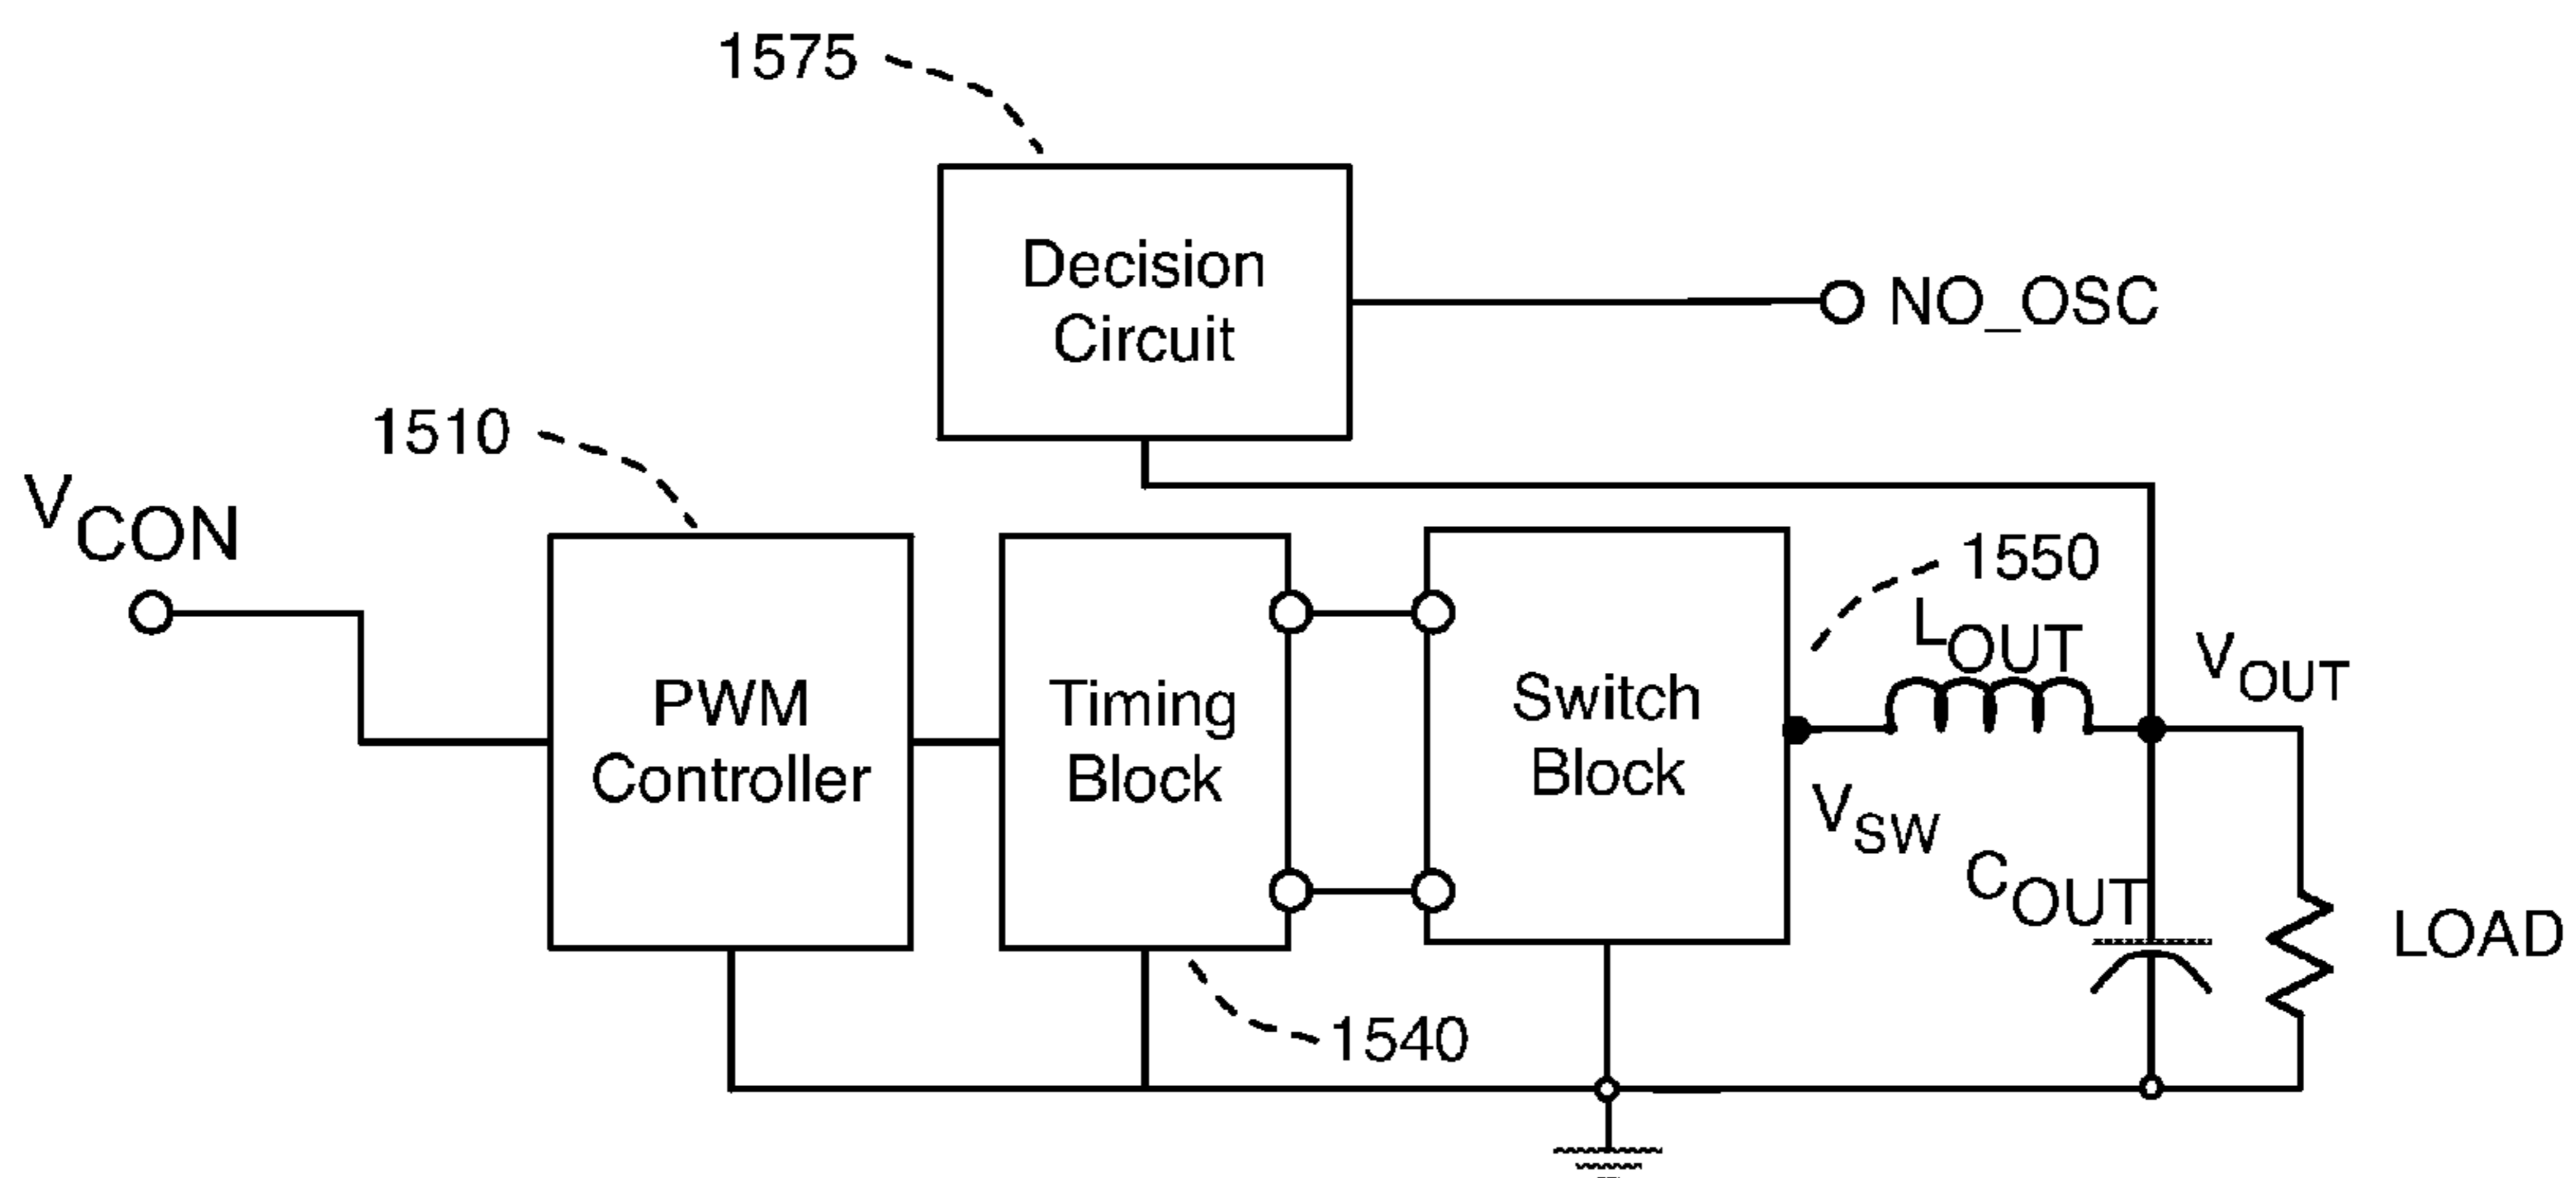 1575
Decision
Circuit
NO_OSC
1510
VCON
PWM
Controller
Timing
Block
Switch
Block
1550
LOUT
VOUT
VSW
COUT
LOAD
1540